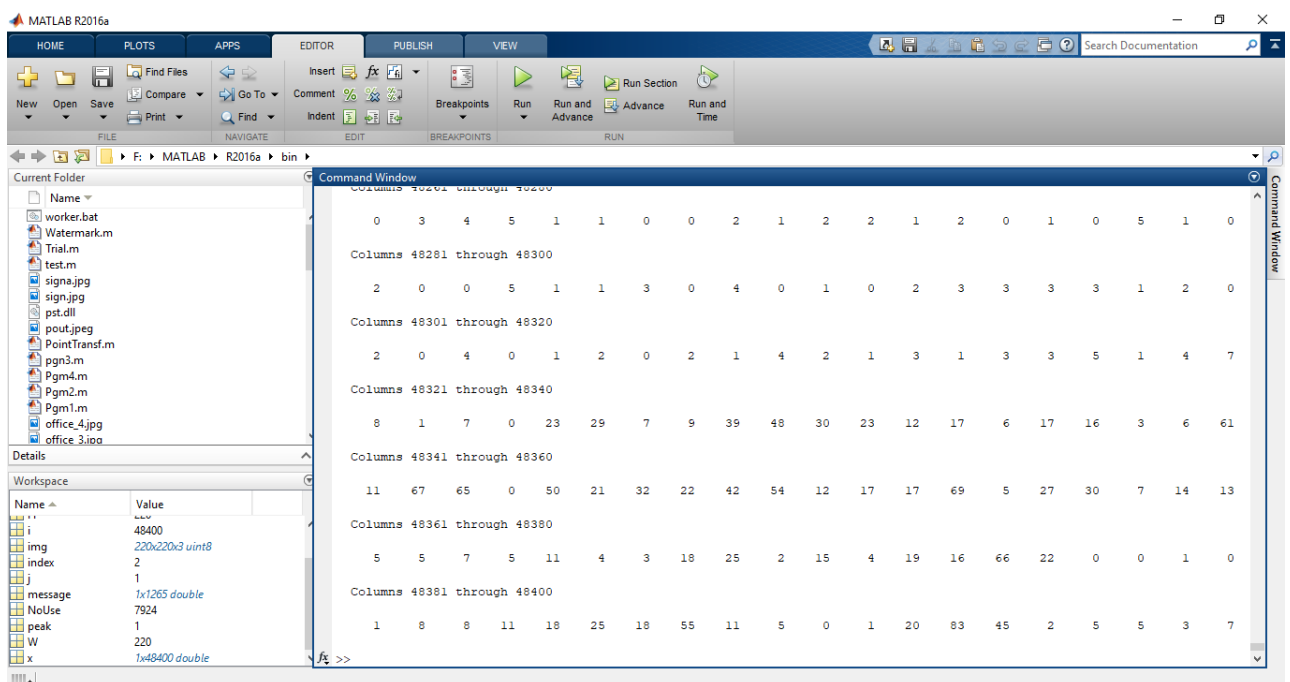 MATLAB R2016a
HOME PLOTS APPS EDITOR PUBLISH VIEW Search Documentation
New Open Save Find Files Compare Print Go To Find Insert fx Comment Indent Breakpoints Run Run and Advance Run Section Advance Run and Time
FILE NAVIGATE EDIT BREAKPOINTS RUN
F: MATLAB R2016a bin
Current Folder
Name
worker.bat
Watermark.m
Trial.m
test.m
signa.jpg
sign.jpg
pst.dll
pout.jpeg
PointTransf.m
pgn3.m
Pgm4.m
Pgm2.m
Pgm1.m
office_4.jpg
office_3.jpg
Details
Workspace
Name Value
i 48400
img 220x220x3 uint8
index 2
j 1
message 1x1265 double
NoUse 7924
peak 1
W 220
x 1x48400 double
Command Window
Columns 48261 through 48280
0 3 4 5 1 1 0 0 2 1 2 2 1 2 0 1 0 5 1 0
Columns 48281 through 48300
2 0 0 5 1 1 3 0 4 0 1 0 2 3 3 3 3 1 2 0
Columns 48301 through 48320
2 0 4 0 1 2 0 2 1 4 2 1 3 1 3 3 5 1 4 7
Columns 48321 through 48340
8 1 7 0 23 29 7 9 39 48 30 23 12 17 6 17 16 3 6 61
Columns 48341 through 48360
11 67 65 0 50 21 32 22 42 54 12 17 17 69 5 27 30 7 14 13
Columns 48361 through 48380
5 5 7 5 11 4 3 18 25 2 15 4 19 16 66 22 0 0 1 0
Columns 48381 through 48400
1 8 8 11 18 25 18 55 11 5 0 1 20 83 45 2 5 5 3 7
fx >>
Command Window